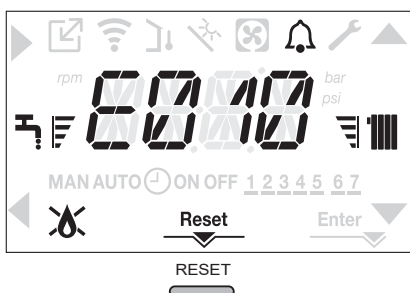 rpm bar
E010 psi
MAN AUTO ON OFF 1 2 3 4 5 6 7
Reset Enter
RESET